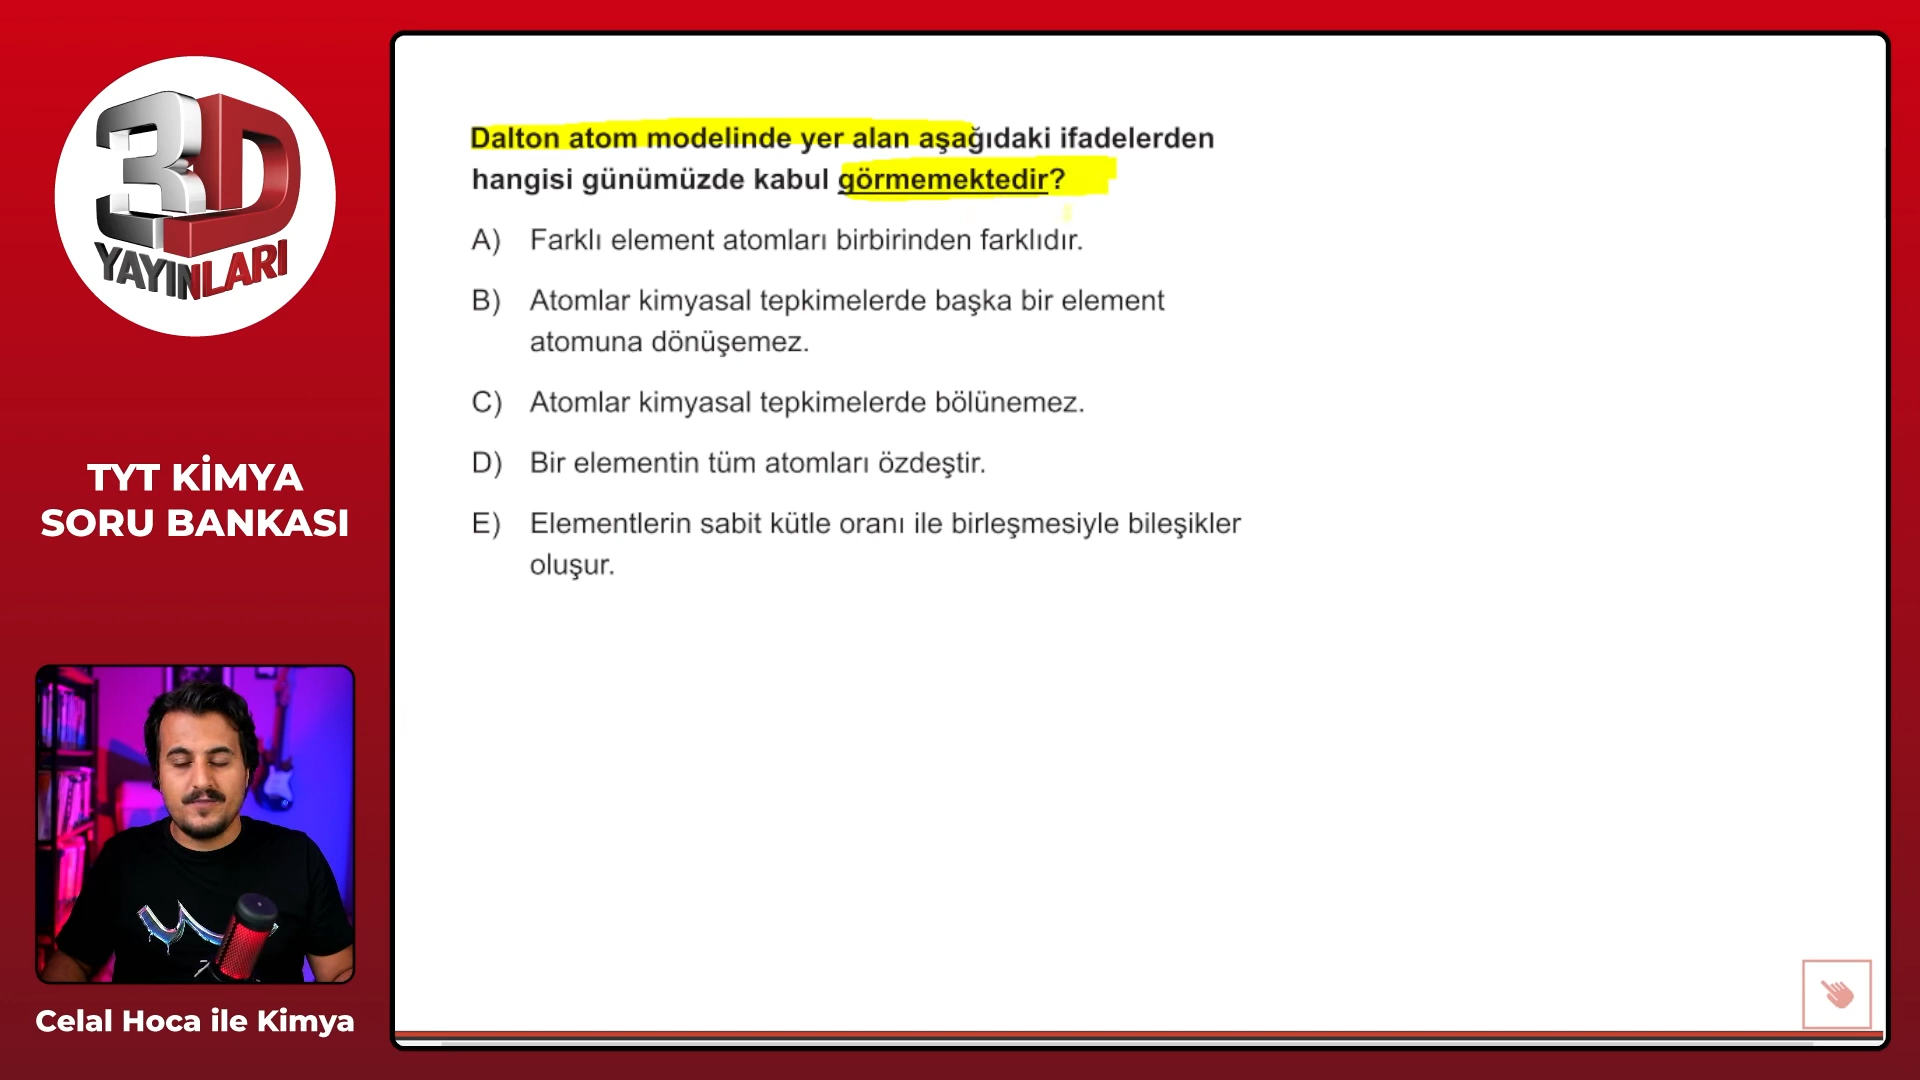 3D
YAYINLARI
TYT KİMYA
SORU BANKASI
Celal Hoca ile Kimya
Dalton atom modelinde yer alan aşağıdaki ifadelerden
hangisi günümüzde kabul görmemektedir?
A) Farklı element atomları birbirinden farklıdır.
B) Atomlar kimyasal tepkimelerde başka bir element
atomuna dönüşemez.
C) Atomlar kimyasal tepkimelerde bölünemez.
D) Bir elementin tüm atomları özdeştir.
E) Elementlerin sabit kütle oranı ile birleşmesiyle bileşikler
oluşur.